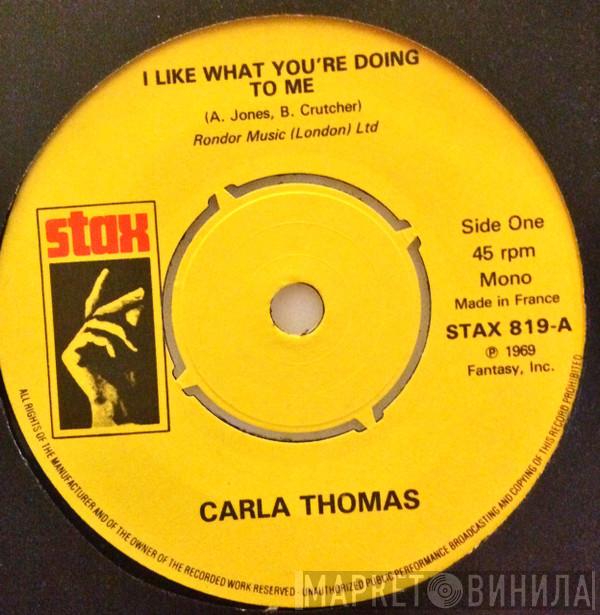 I LIKE WHAT YOU'RE DOING
TO ME
(A. Jones, B. Crutcher)
Rondor Music (London) Ltd
stax
Side One
45 rpm
Mono
Made in France
STAX 819-A
℗ 1969
Fantasy, Inc.
CARLA THOMAS
ALL RIGHTS OF THE MANUFACTURER AND OF THE OWNER OF THE RECORDED WORK RESERVED - UNAUTHORIZED PUBLIC PERFORMANCE BROADCASTING AND COPYING OF THIS RECORD PROHIBITED
МАРКЕТ ВИНИЛА